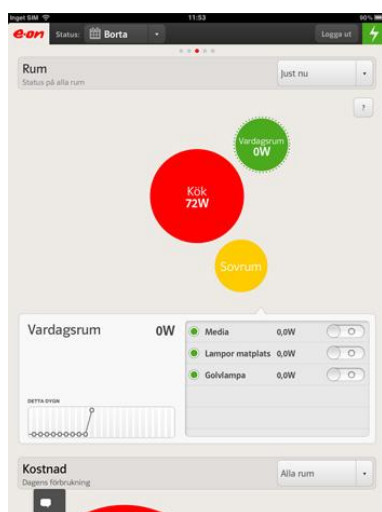 Inget SIM 11:53 90%
e·on Status: Borta Logga ut
Rum
Status på alla rum
Just nu
?
Vardagsrum
0W
Kök
72W
Sovrum
Vardagsrum 0W
Media 0,0W
Lampor matplats 0,0W
Golvlampa 0,0W
DETTA DYGN
Kostnad
Dagens förbrukning
Alla rum